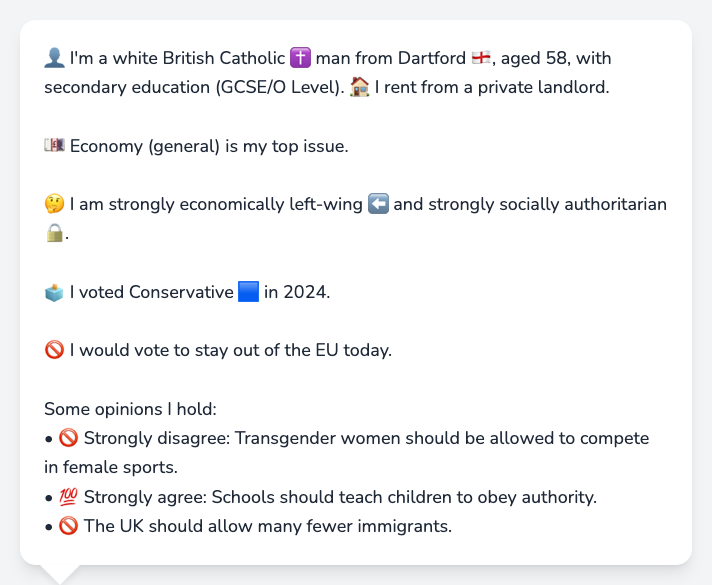 👤 I'm a white British Catholic ✝️ man from Dartford 🏴󠁧󠁢󠁥󠁮󠁧󠁿, aged 58, with
secondary education (GCSE/O Level). 🏠 I rent from a private landlord.
💷 Economy (general) is my top issue.
🤔 I am strongly economically left-wing ⬅️ and strongly socially authoritarian
🔒.
🗳️ I voted Conservative 🟦 in 2024.
🚫 I would vote to stay out of the EU today.
Some opinions I hold:
• 🚫 Strongly disagree: Transgender women should be allowed to compete
in female sports.
• 💯 Strongly agree: Schools should teach children to obey authority.
• 🚫 The UK should allow many fewer immigrants.